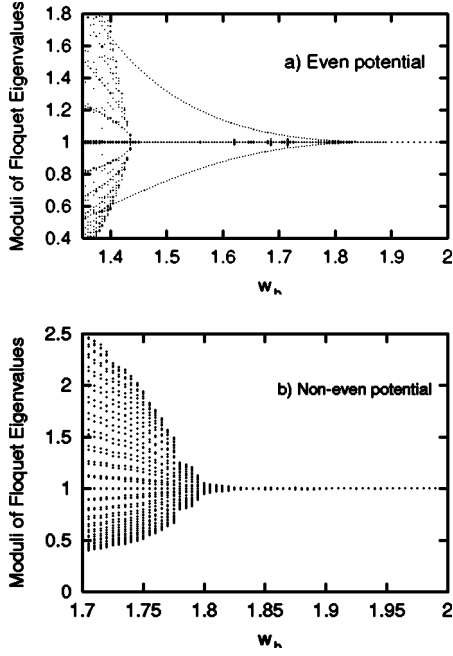 1.8
1.6
1.4
1.2
1
0.8
0.6
0.4
Moduli of Floquet Eigenvalues
a) Even potential
1.4 1.5 1.6 1.7 1.8 1.9 2
w_b
2.5
2
1.5
1
0.5
0
Moduli of Floquet Eigenvalues
b) Non-even potential
1.7 1.75 1.8 1.85 1.9 1.95 2
w_b